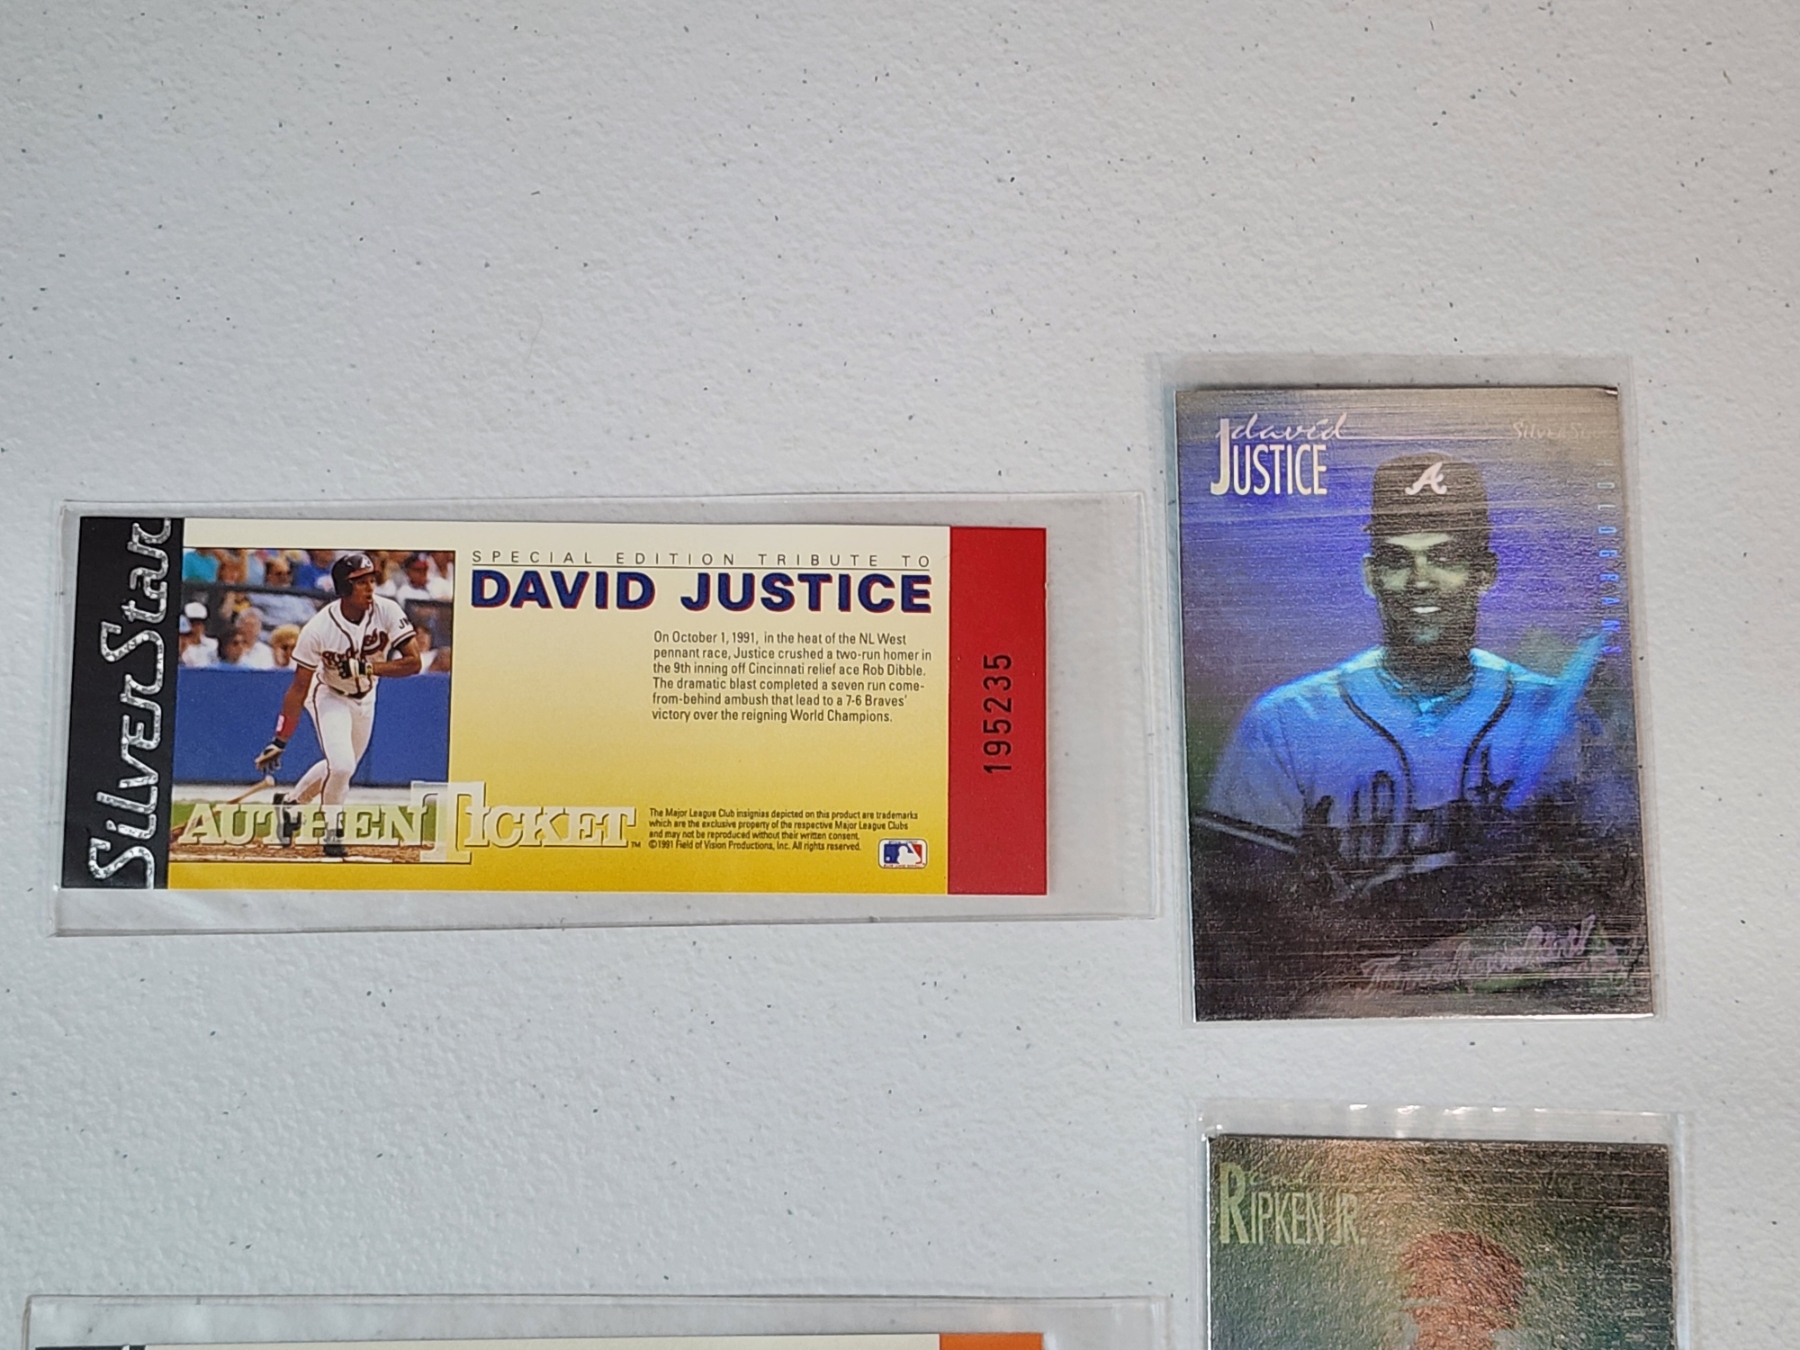 SilverStar
SPECIAL EDITION TRIBUTE TO
DAVID JUSTICE
On October 1, 1991, in the heat of the NL West
pennant race, Justice crushed a two-run homer in
the 9th inning off Cincinnati relief ace Rob Dibble.
The dramatic blast completed a seven run come-
from-behind ambush that lead to a 7-6 Braves'
victory over the reigning World Champions.
AUTHENTICKET™
The Major League Club insignias depicted on this product are trademarks
which are the exclusive property of the respective Major League Clubs
and may not be reproduced without their written consent.
©1991 Field of Vision Productions, Inc. All rights reserved.
195235
david
JUSTICE
SilverStar
HOLOGRAMS
A
RIPKEN JR.